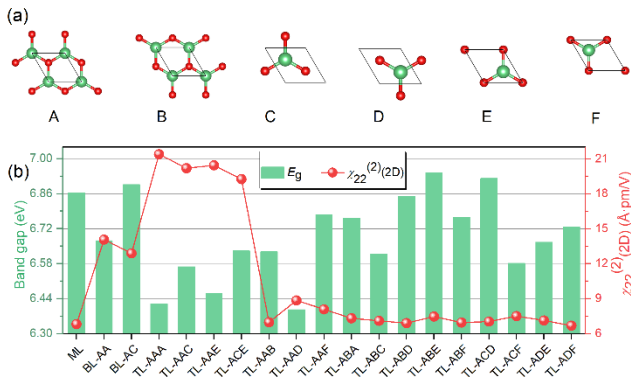 (a)
A B C D E F
(b)
E_g χ_22^(2)(2D)
Band gap (eV)
7.00
6.86
6.72
6.58
6.44
6.30
21
18
15
12
9
6
χ_22^(2)(2D) (Å·pm/V)
ML BL-AA BL-AC TL-AAA TL-AAC TL-AAE TL-ACE TL-AAB TL-AAD TL-AAF TL-ABA TL-ABC TL-ABD TL-ABE TL-ABF TL-ACD TL-ACF TL-ADE TL-ADF